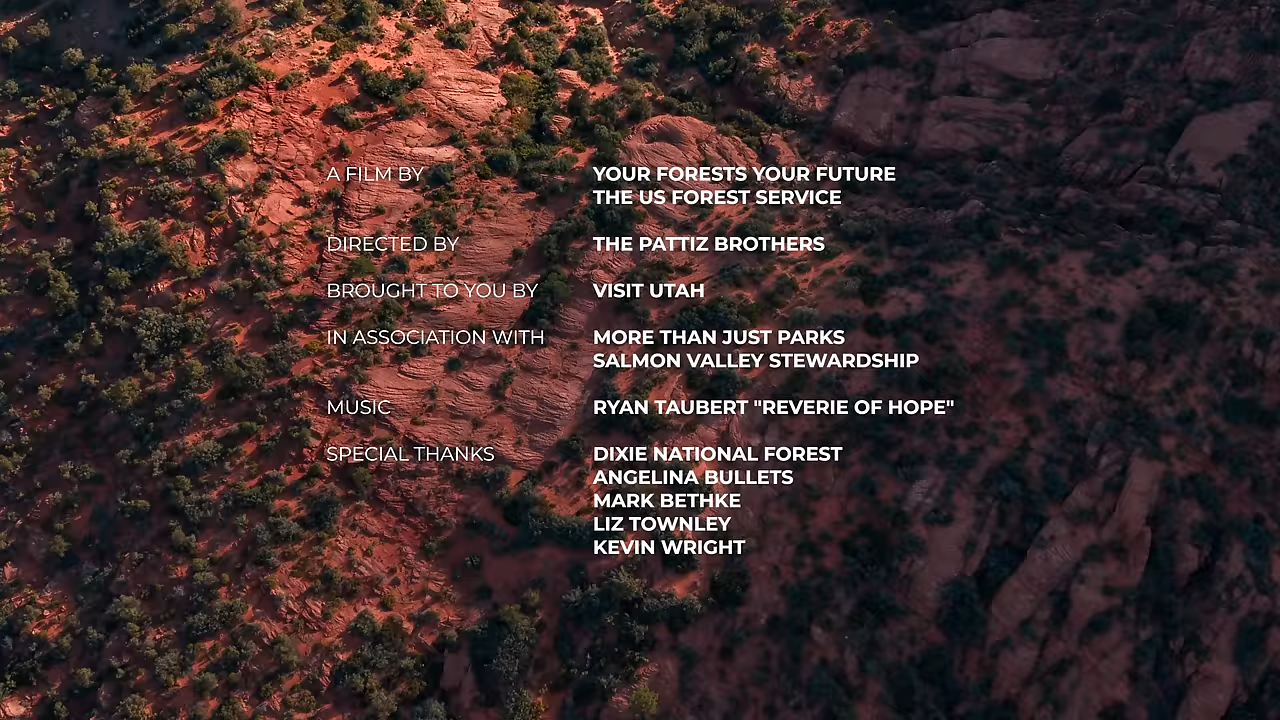 A FILM BY YOUR FORESTS YOUR FUTURE
THE US FOREST SERVICE
DIRECTED BY THE PATTIZ BROTHERS
BROUGHT TO YOU BY VISIT UTAH
IN ASSOCIATION WITH MORE THAN JUST PARKS
SALMON VALLEY STEWARDSHIP
MUSIC RYAN TAUBERT "REVERIE OF HOPE"
SPECIAL THANKS DIXIE NATIONAL FOREST
ANGELINA BULLETS
MARK BETHKE
LIZ TOWNLEY
KEVIN WRIGHT